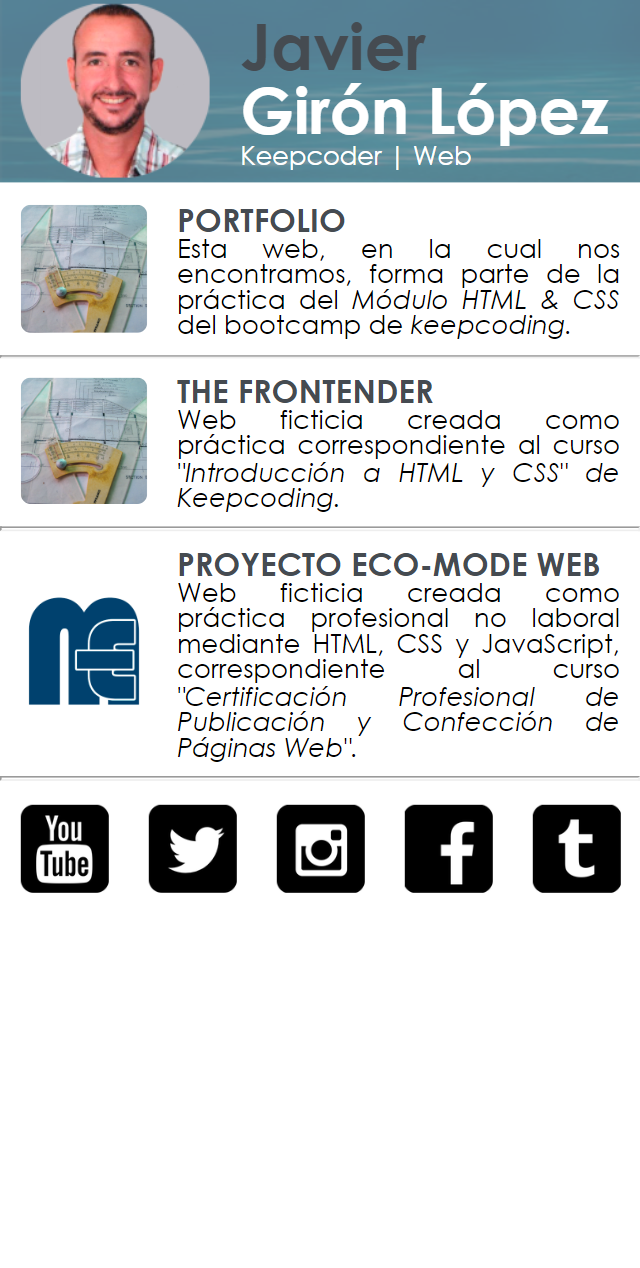 Javier
Girón López
Keepcoder | Web
PORTFOLIO
Esta web, en la cual nos
encontramos, forma parte de la
práctica del Módulo HTML & CSS
del bootcamp de keepcoding.
THE FRONTENDER
Web ficticia creada como
práctica correspondiente al curso
"Introducción a HTML y CSS" de
Keepcoding.
PROYECTO ECO-MODE WEB
Web ficticia creada como
práctica profesional no laboral
mediante HTML, CSS y JavaScript,
correspondiente al curso
"Certificación Profesional de
Publicación y Confección de
Páginas Web".
You
Tube
f
t